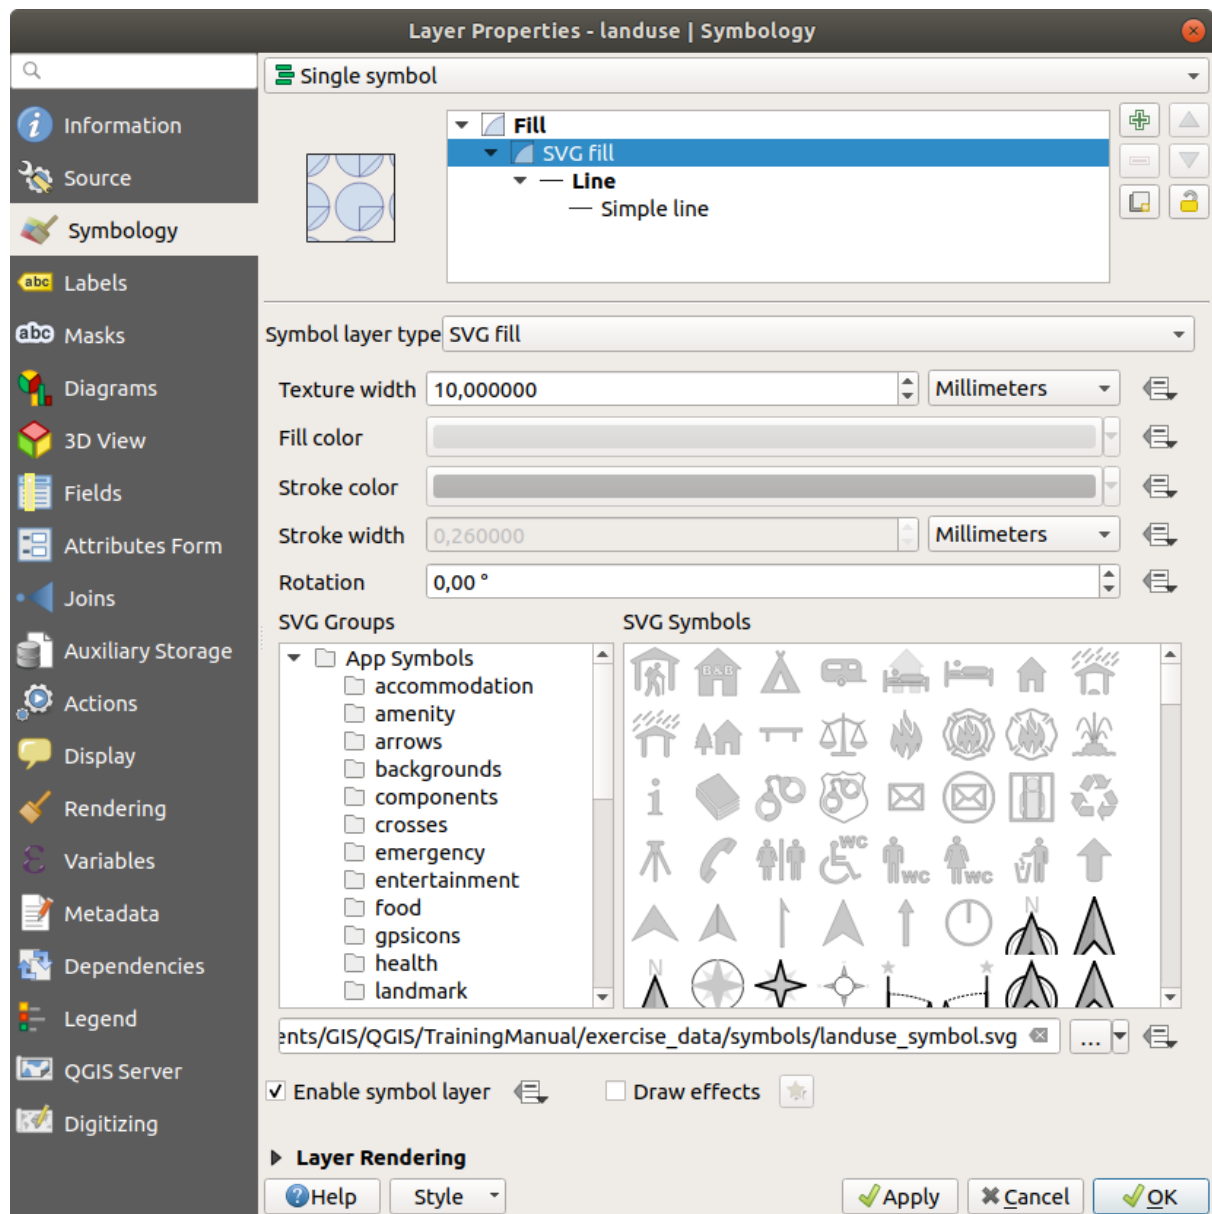 Layer Properties - landuse | Symbology
Single symbol
Information
Source
Symbology
Labels
Masks
Diagrams
3D View
Fields
Attributes Form
Joins
Auxiliary Storage
Actions
Display
Rendering
Variables
Metadata
Dependencies
Legend
QGIS Server
Digitizing
Fill
SVG fill
Line
Simple line
Symbol layer type SVG fill
Texture width 10,000000 Millimeters
Fill color
Stroke color
Stroke width 0,260000 Millimeters
Rotation 0,00 °
SVG Groups SVG Symbols
App Symbols
accommodation
amenity
arrows
backgrounds
components
crosses
emergency
entertainment
food
gpsicons
health
landmark
B&B
WC
wc
wc
N
N
abc
abc
ents/GIS/QGIS/TrainingManual/exercise_data/symbols/landuse_symbol.svg ...
Enable symbol layer Draw effects
Layer Rendering
Help Style Apply Cancel OK